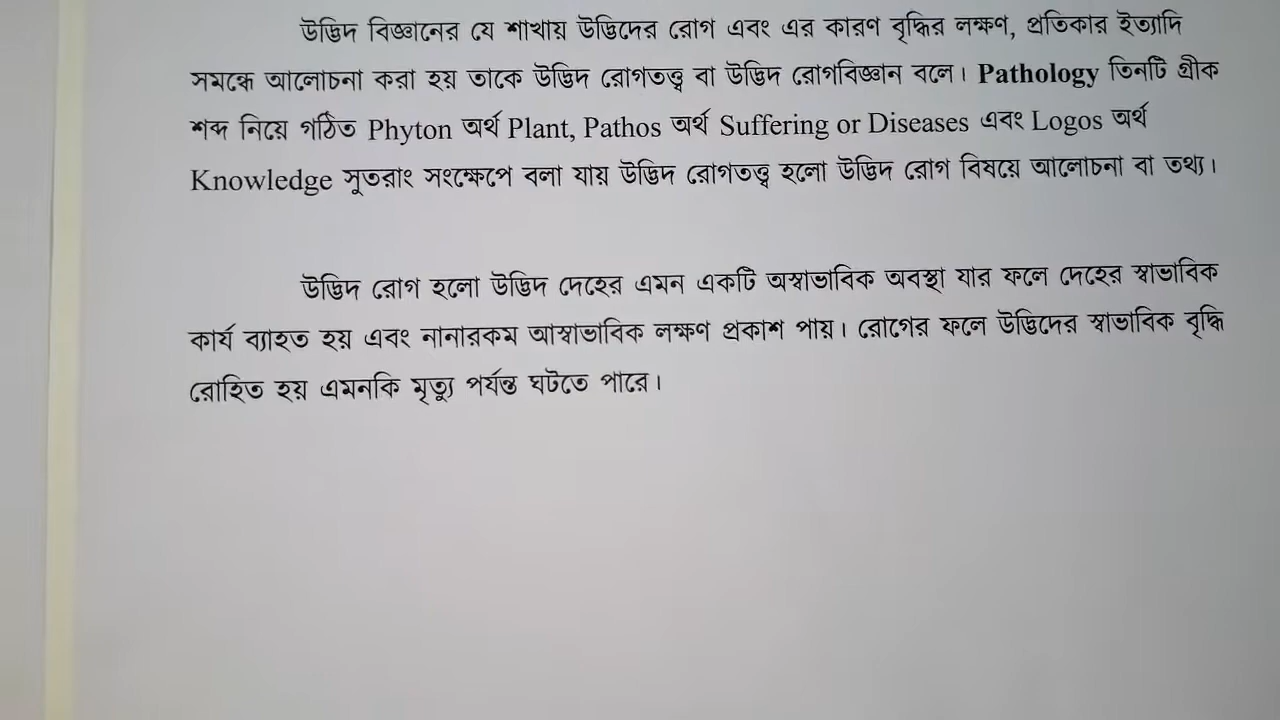 উদ্ভিদ বিজ্ঞানের যে শাখায় উদ্ভিদের রোগ এবং এর কারণ বৃদ্ধির লক্ষণ, প্রতিকার ইত্যাদি
সমন্ধে আলোচনা করা হয় তাকে উদ্ভিদ রোগতত্ত্ব বা উদ্ভিদ রোগবিজ্ঞান বলে। Pathology তিনটি গ্রীক
শব্দ নিয়ে গঠিত Phyton অর্থ Plant, Pathos অর্থ Suffering or Diseases এবং Logos অর্থ
Knowledge সুতরাং সংক্ষেপে বলা যায় উদ্ভিদ রোগতত্ত্ব হলো উদ্ভিদ রোগ বিষয়ে আলোচনা বা তথ্য।
উদ্ভিদ রোগ হলো উদ্ভিদ দেহের এমন একটি অস্বাভাবিক অবস্থা যার ফলে দেহের স্বাভাবিক
কার্য ব্যাহত হয় এবং নানারকম আস্বাভাবিক লক্ষণ প্রকাশ পায়। রোগের ফলে উদ্ভিদের স্বাভাবিক বৃদ্ধি
রোহিত হয় এমনকি মৃত্যু পর্যন্ত ঘটতে পারে।